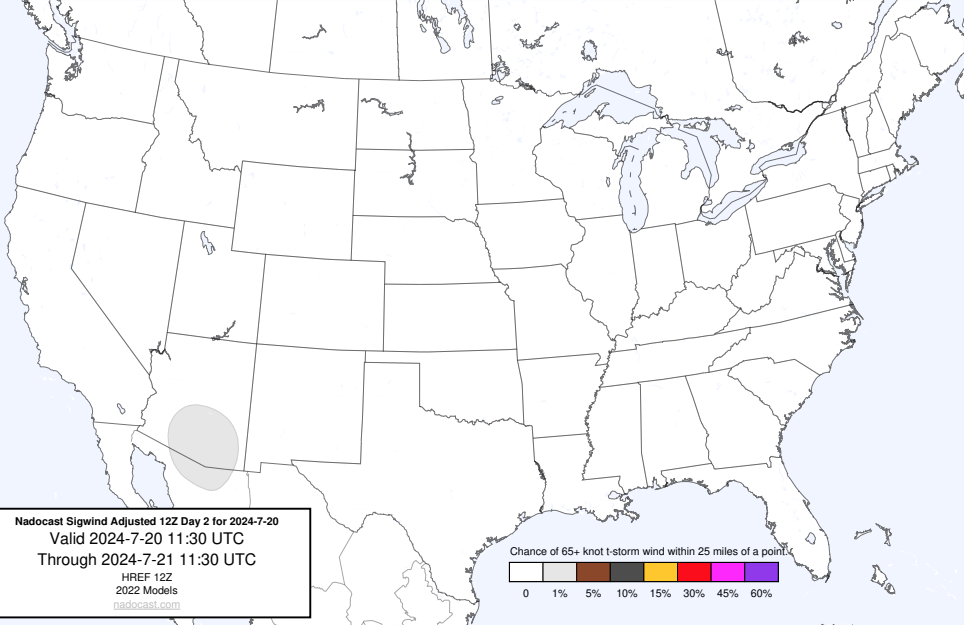 Nadocast Sigwind Adjusted 12Z Day 2 for 2024-7-20
Valid 2024-7-20 11:30 UTC
Through 2024-7-21 11:30 UTC
HREF 12Z
2022 Models
nadocast.com
Chance of 65+ knot t-storm wind within 25 miles of a point.
0 1% 5% 10% 15% 30% 45% 60%